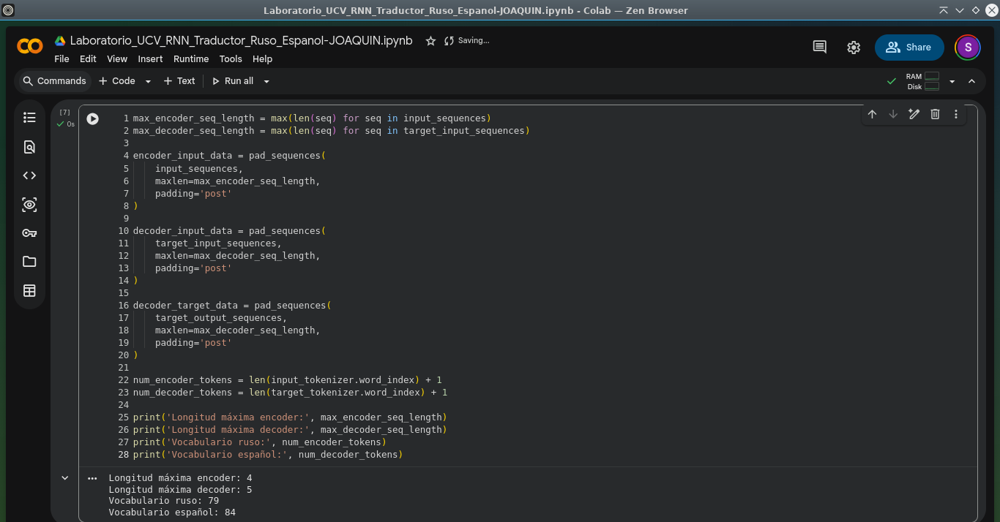 Laboratorio_UCV_RNN_Traductor_Ruso_Espanol-JOAQUIN.ipynb - Colab — Zen Browser
Laboratorio_UCV_RNN_Traductor_Ruso_Espanol-JOAQUIN.ipynb
Saving...
File Edit View Insert Runtime Tools Help
Share
S
Commands + Code + Text Run all
RAM
Disk
[7]
0s
1 max_encoder_seq_length = max(len(seq) for seq in input_sequences)
2 max_decoder_seq_length = max(len(seq) for seq in target_input_sequences)
3
4 encoder_input_data = pad_sequences(
5     input_sequences,
6     maxlen=max_encoder_seq_length,
7     padding='post'
8 )
9
10 decoder_input_data = pad_sequences(
11     target_input_sequences,
12     maxlen=max_decoder_seq_length,
13     padding='post'
14 )
15
16 decoder_target_data = pad_sequences(
17     target_output_sequences,
18     maxlen=max_decoder_seq_length,
19     padding='post'
20 )
21
22 num_encoder_tokens = len(input_tokenizer.word_index) + 1
23 num_decoder_tokens = len(target_tokenizer.word_index) + 1
24
25 print('Longitud máxima encoder:', max_encoder_seq_length)
26 print('Longitud máxima decoder:', max_decoder_seq_length)
27 print('Vocabulario ruso:', num_encoder_tokens)
28 print('Vocabulario español:', num_decoder_tokens)
Longitud máxima encoder: 4
Longitud máxima decoder: 5
Vocabulario ruso: 79
Vocabulario español: 84